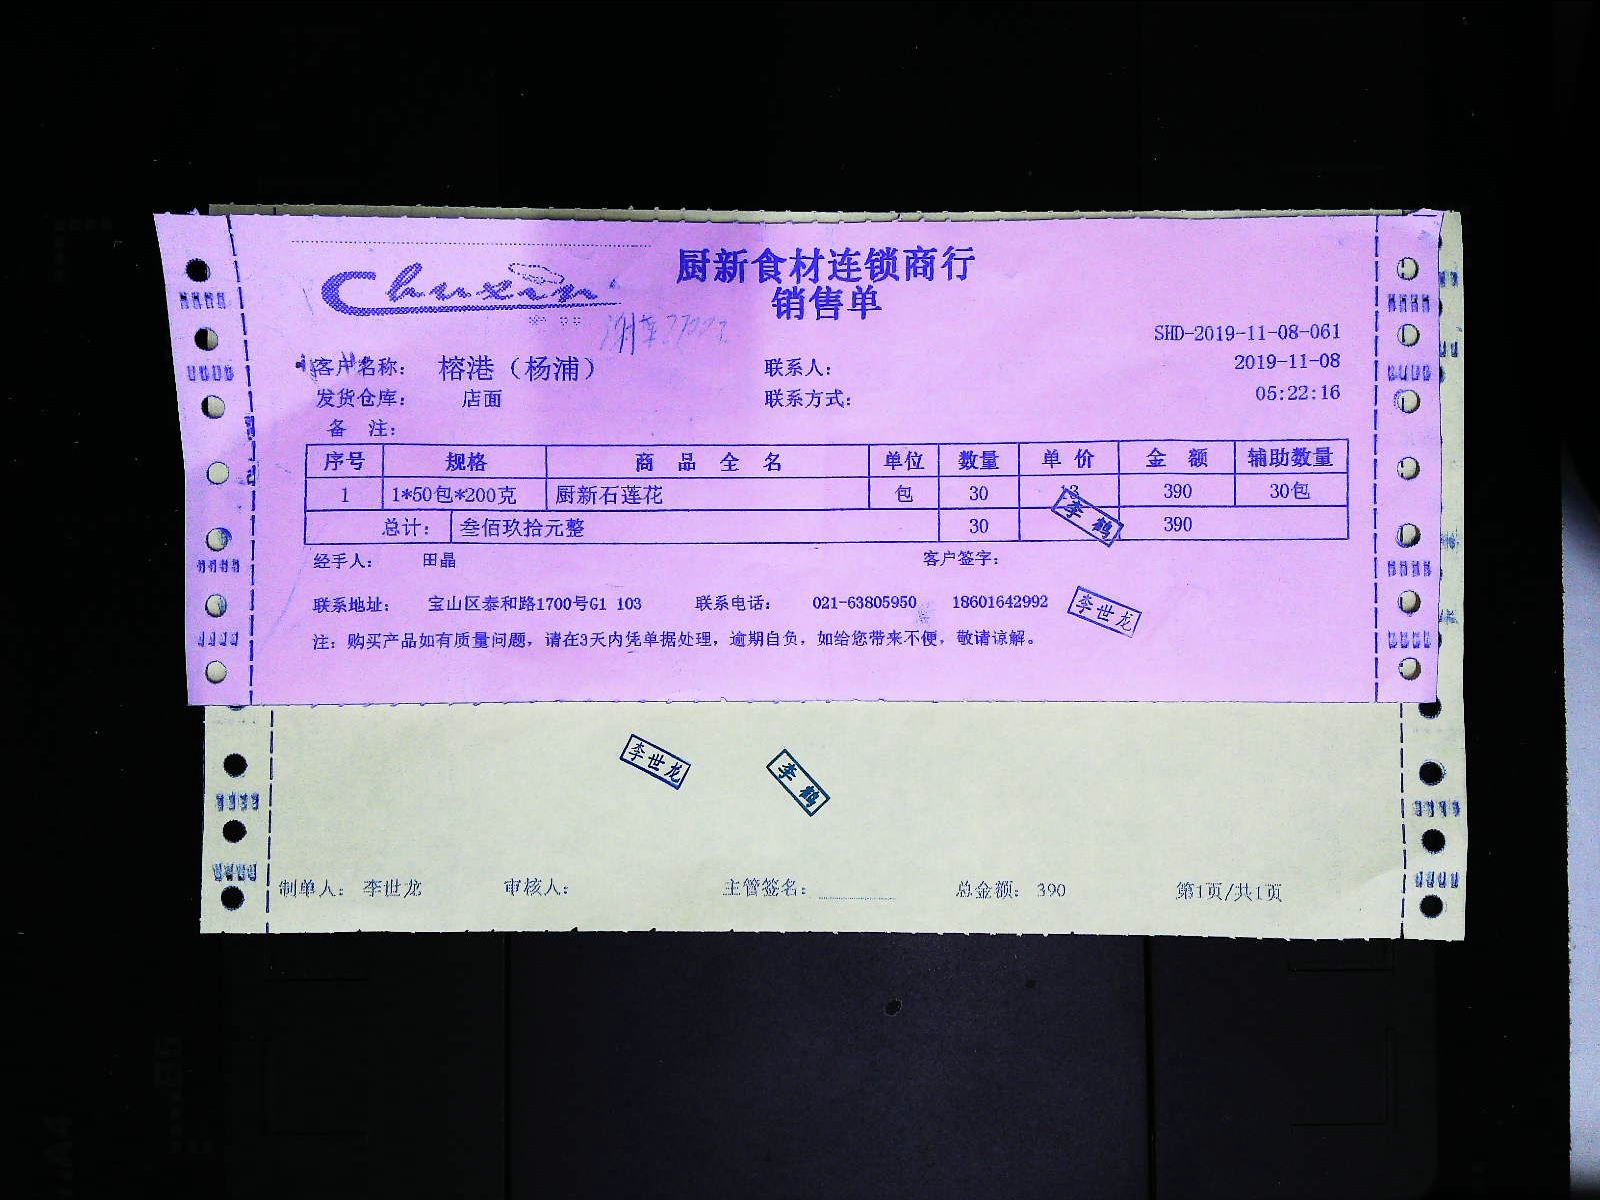 厨新食材连锁商行
Chuxin
销售单
SHD-2019-11-08-061
客户名称： 榕港（杨浦） 联系人： 2019-11-08
发货仓库： 店面 联系方式： 05:22:16
备 注：
序号 规格 商 品 全 名 单位 数量 单 价 金 额 辅助数量
1 1*50包*200克 厨新石莲花 包 30 13 390 30包
李鹤
总计： 叁佰玖拾元整 30 390
经手人： 田晶 客户签字：
联系地址： 宝山区泰和路1700号G1 103 联系电话： 021-63805950 18601642992 李世龙
注：购买产品如有质量问题，请在3天内凭单据处理，逾期自负，如给您带来不便，敬请谅解。
李世龙 李鹤
制单人： 李世龙 审核人： 主管签名： 总金额： 390 第1页/共1页